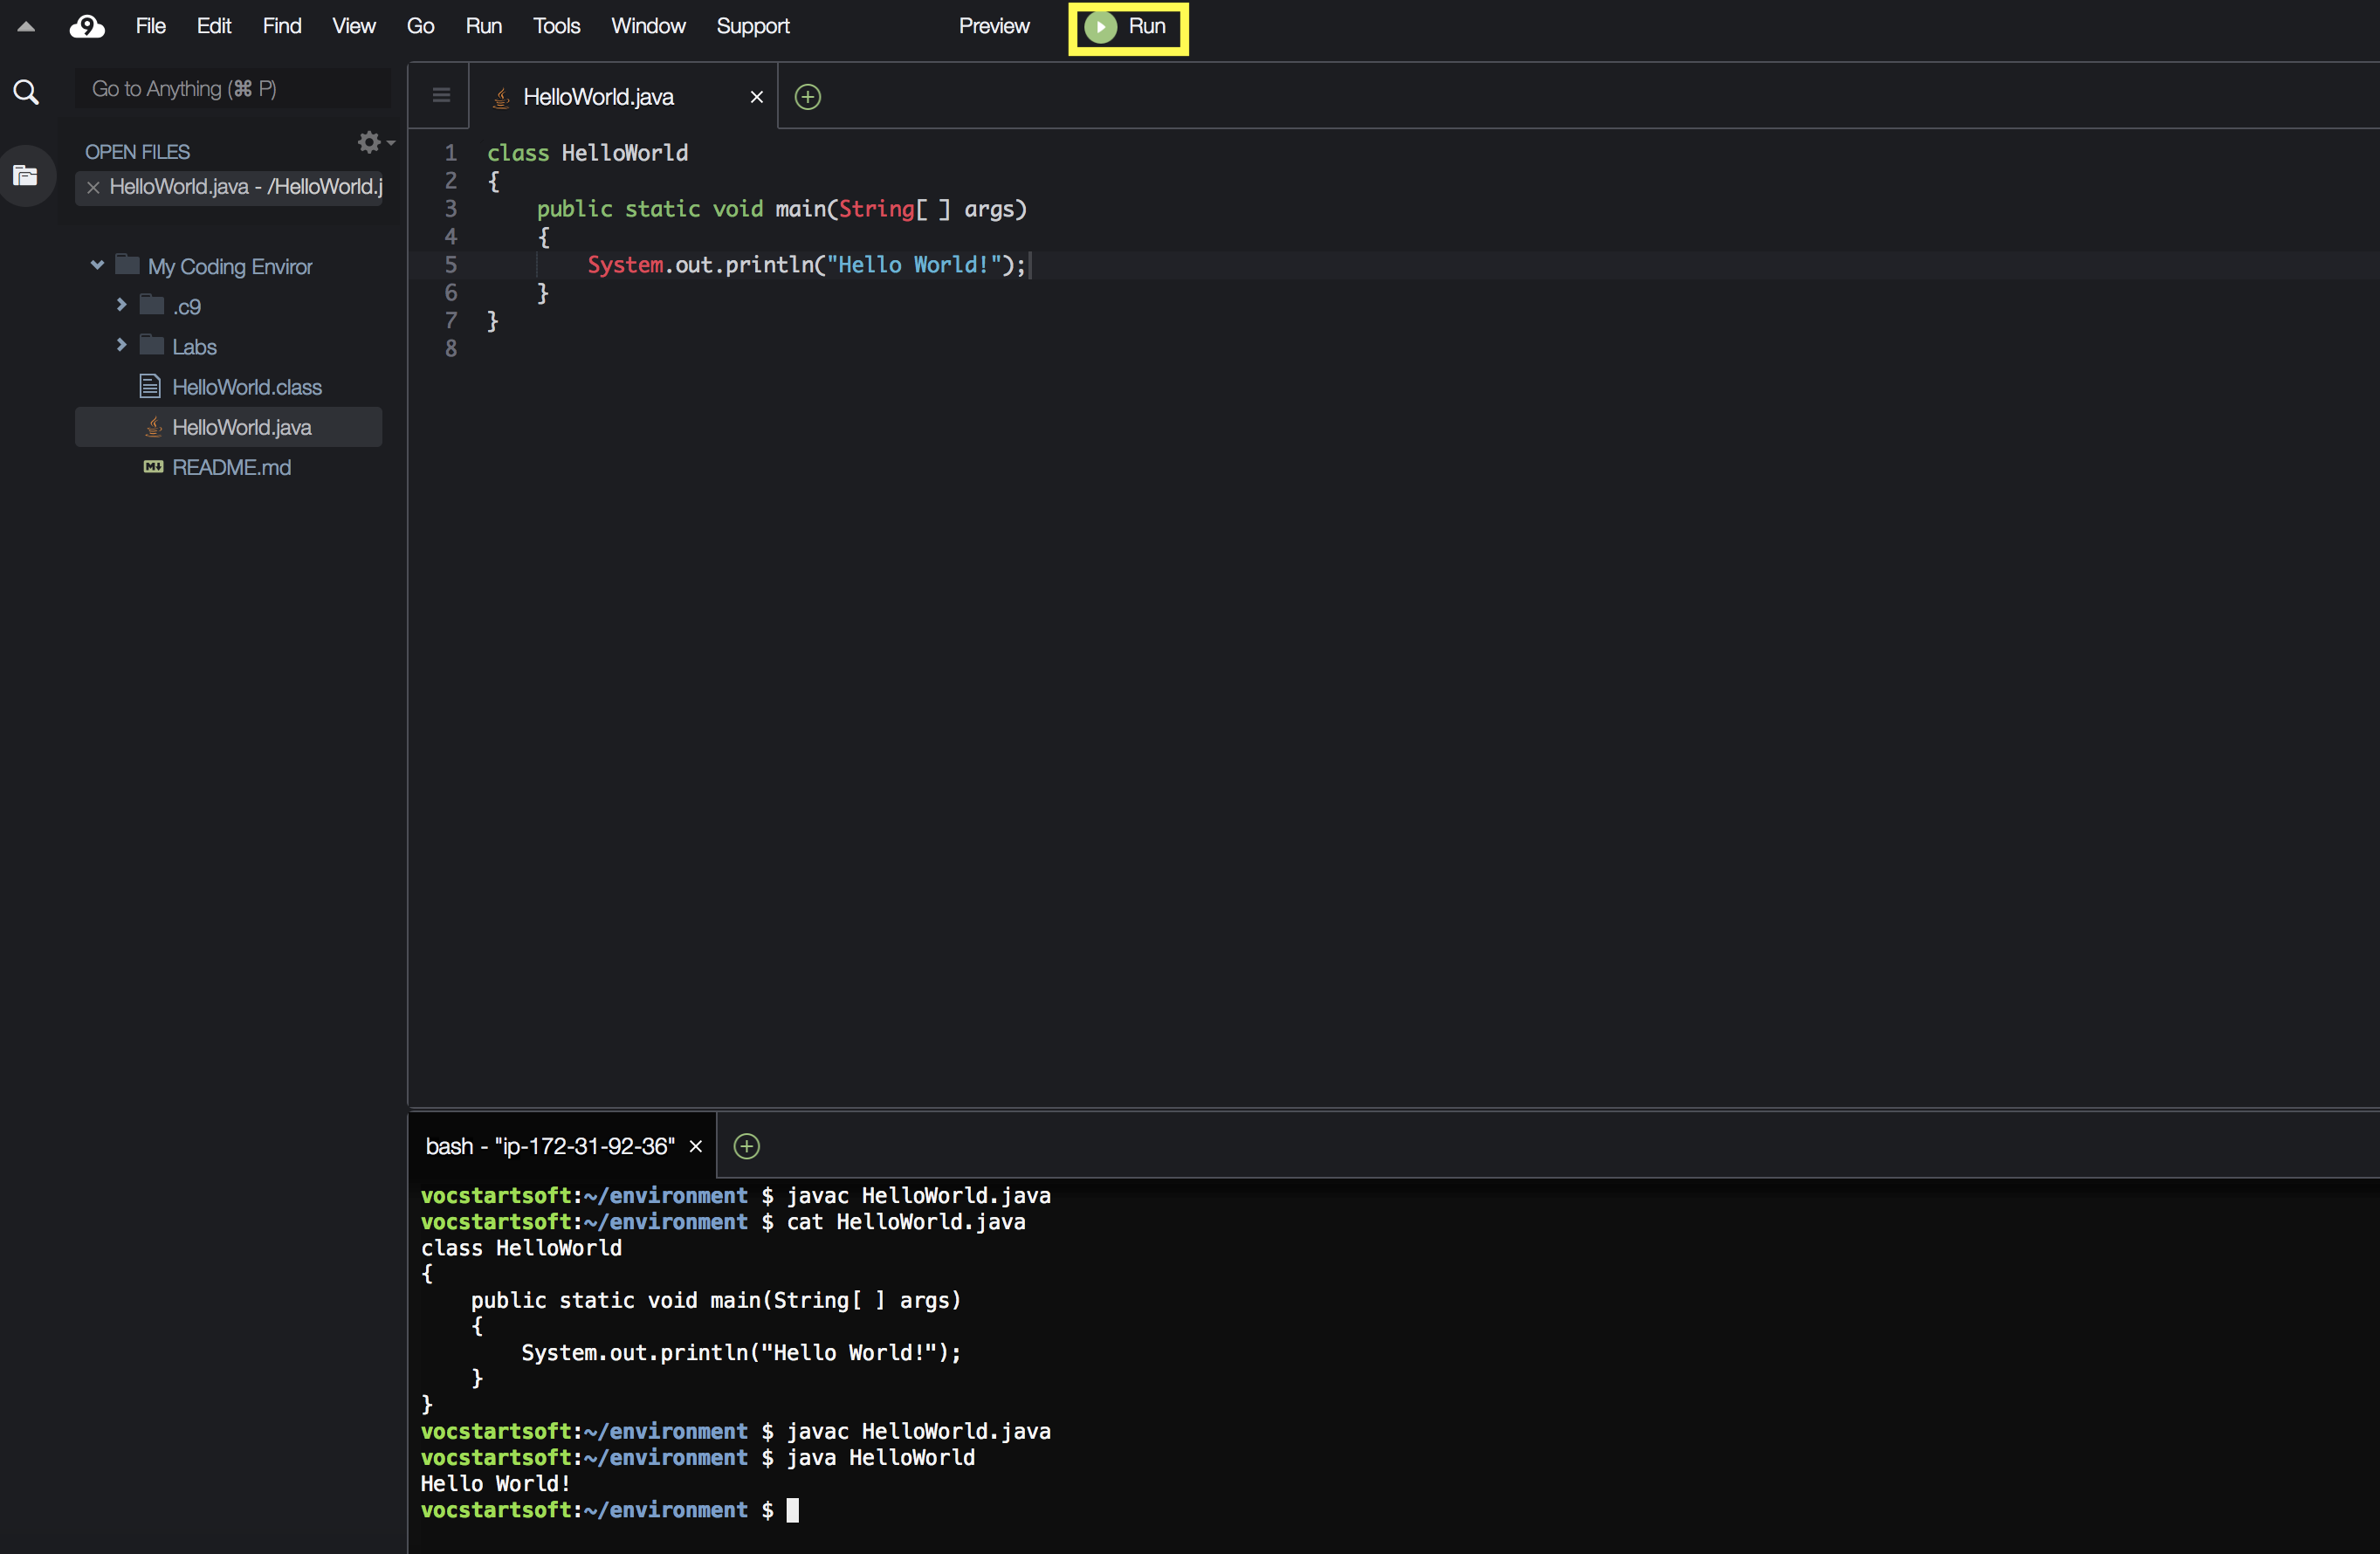 9 File Edit Find View Go Run Tools Window Support Preview Run
Go to Anything (⌘ P)
OPEN FILES
HelloWorld.java - /HelloWorld.j
My Coding Enviror
.c9
Labs
HelloWorld.class
HelloWorld.java
M↓ README.md
HelloWorld.java
1 class HelloWorld
2 {
3     public static void main(String[ ] args)
4     {
5         System.out.println("Hello World!");
6     }
7 }
8
bash - "ip-172-31-92-36"
vocstartsoft:~/environment $ javac HelloWorld.java
vocstartsoft:~/environment $ cat HelloWorld.java
class HelloWorld
{
    public static void main(String[ ] args)
    {
        System.out.println("Hello World!");
    }
}
vocstartsoft:~/environment $ javac HelloWorld.java
vocstartsoft:~/environment $ java HelloWorld
Hello World!
vocstartsoft:~/environment $